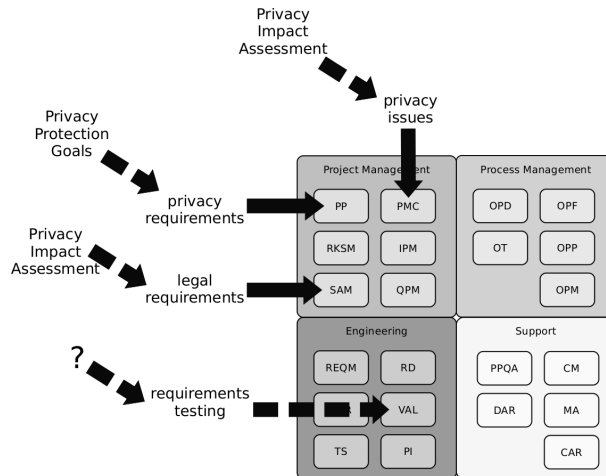 Privacy
Impact
Assessment
privacy
issues
Privacy
Protection
Goals
privacy
requirements
Privacy
Impact
Assessment
legal
requirements
?
requirements
testing
Project Management
PP
PMC
RKSM
IPM
SAM
QPM
Process Management
OPD
OPF
OT
OPP
OPM
Engineering
REQM
RD
VAL
TS
PI
Support
PPQA
CM
DAR
MA
CAR